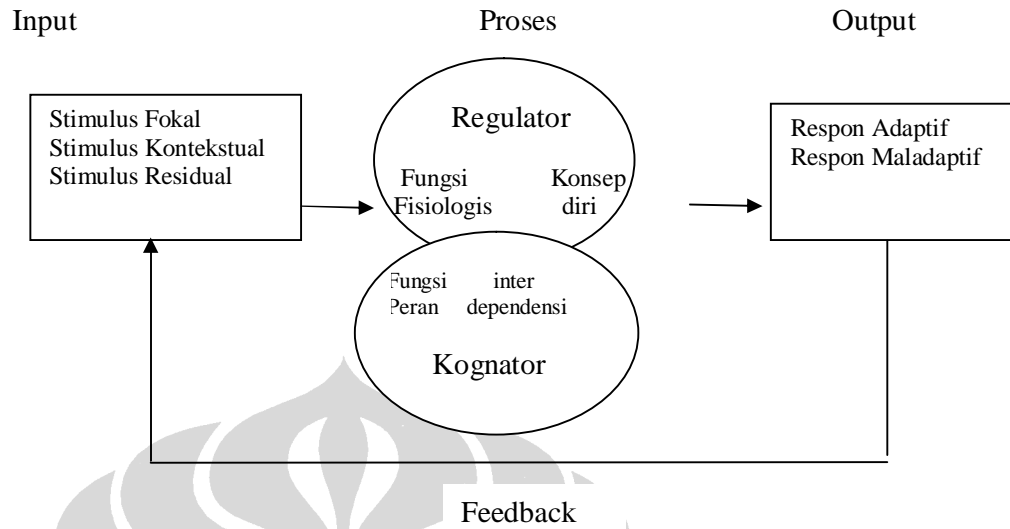 Input Proses Output
Stimulus Fokal
Stimulus Kontekstual
Stimulus Residual
Regulator
Fungsi Konsep
Fisiologis diri
Fungsi inter
Peran dependensi
Kognator
Respon Adaptif
Respon Maladaptif
Feedback